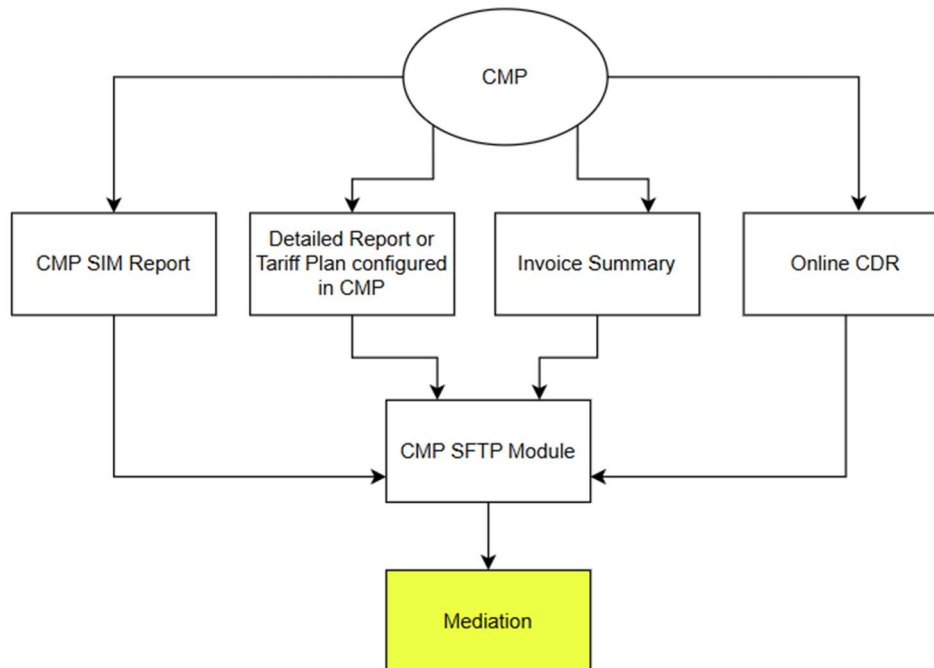 CMP
CMP SIM Report
Detailed Report or
Tariff Plan configured
in CMP
Invoice Summary
Online CDR
CMP SFTP Module
Mediation